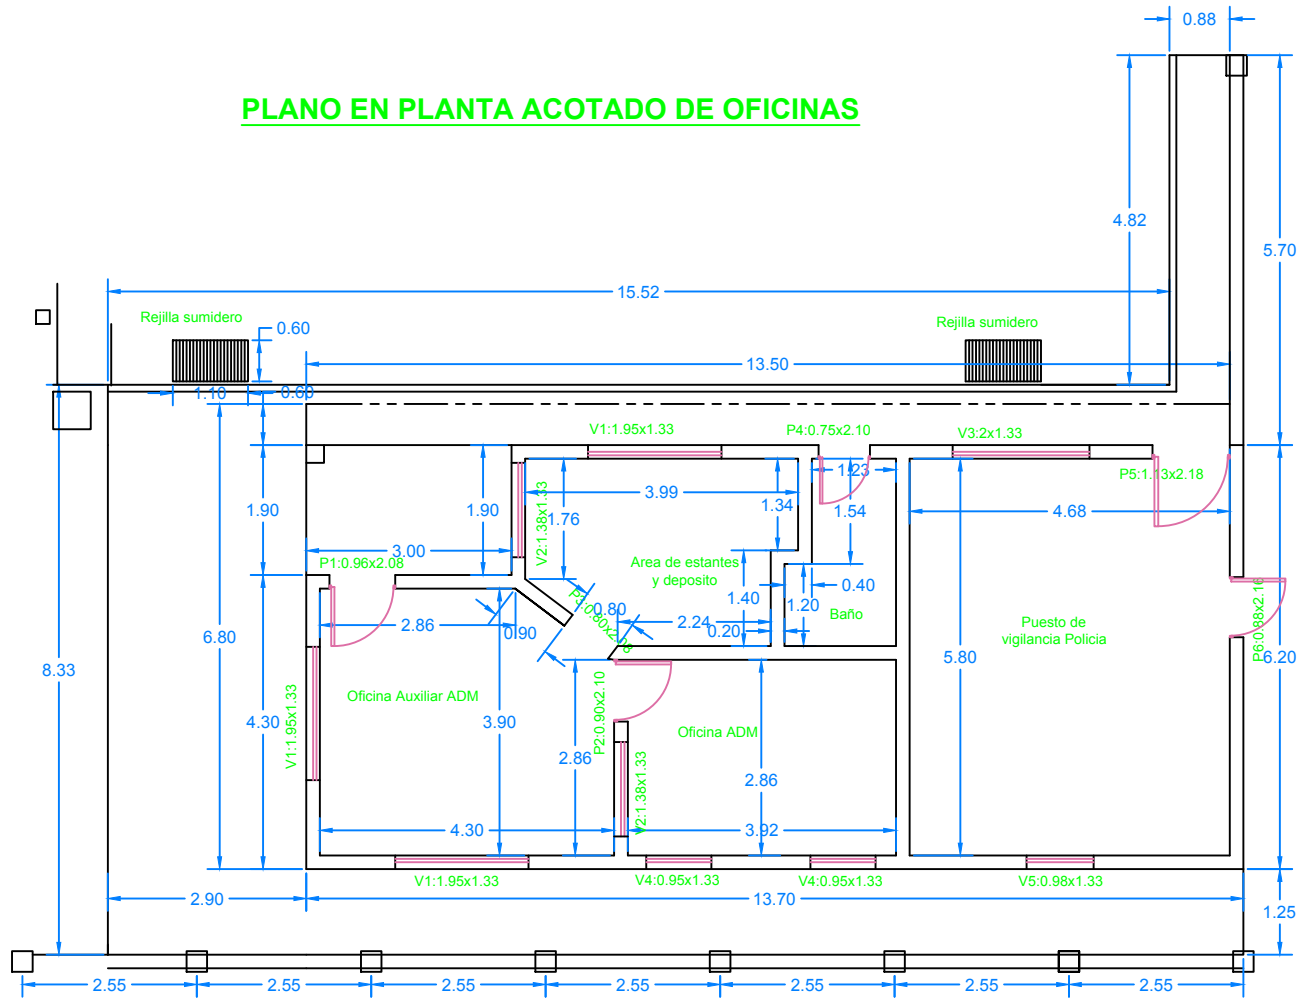 0.88
PLANO EN PLANTA ACOTADO DE OFICINAS
4.82
5.70
15.52
Rejilla sumidero
0.60
Rejilla sumidero
13.50
1.10
0.60
V1:1.95x1.33
P4:0.75x2.10
V3:2x1.33
1.23
P5:1.13x2.18
3.99
1.34
1.90
1.90
1.76
V2:1.38x1.33
1.54
4.68
3.00
P1:0.96x2.08
Area de estantes
y deposito
0.40
1.40
1.20
Baño
P3:0.80x2.08
0.80
2.24
0.20
2.86
0.90
Puesto de
vigilancia Policia
P6:0.88x2.16
6.80
5.80
6.20
8.33
Oficina Auxiliar ADM
4.30
V1:1.95x1.33
3.90
P2:0.90x2.10
Oficina ADM
2.86
2.86
V2:1.38x1.33
4.30
3.92
V1:1.95x1.33
V4:0.95x1.33
V4:0.95x1.33
V5:0.98x1.33
2.90
13.70
1.25
2.55
2.55
2.55
2.55
2.55
2.55
2.55